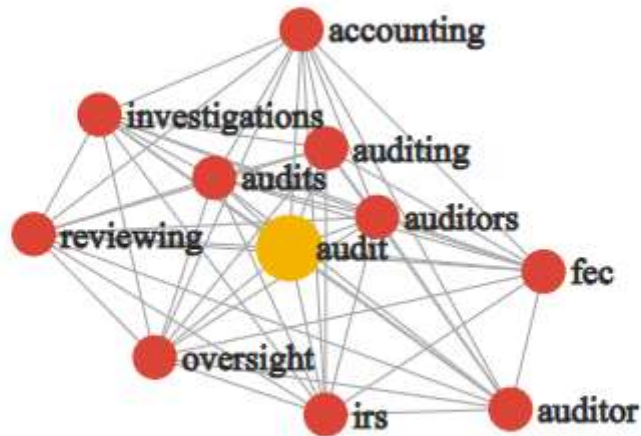 accounting
investigations
auditing
audits
auditors
reviewing
audit
fec
oversight
irs
auditor